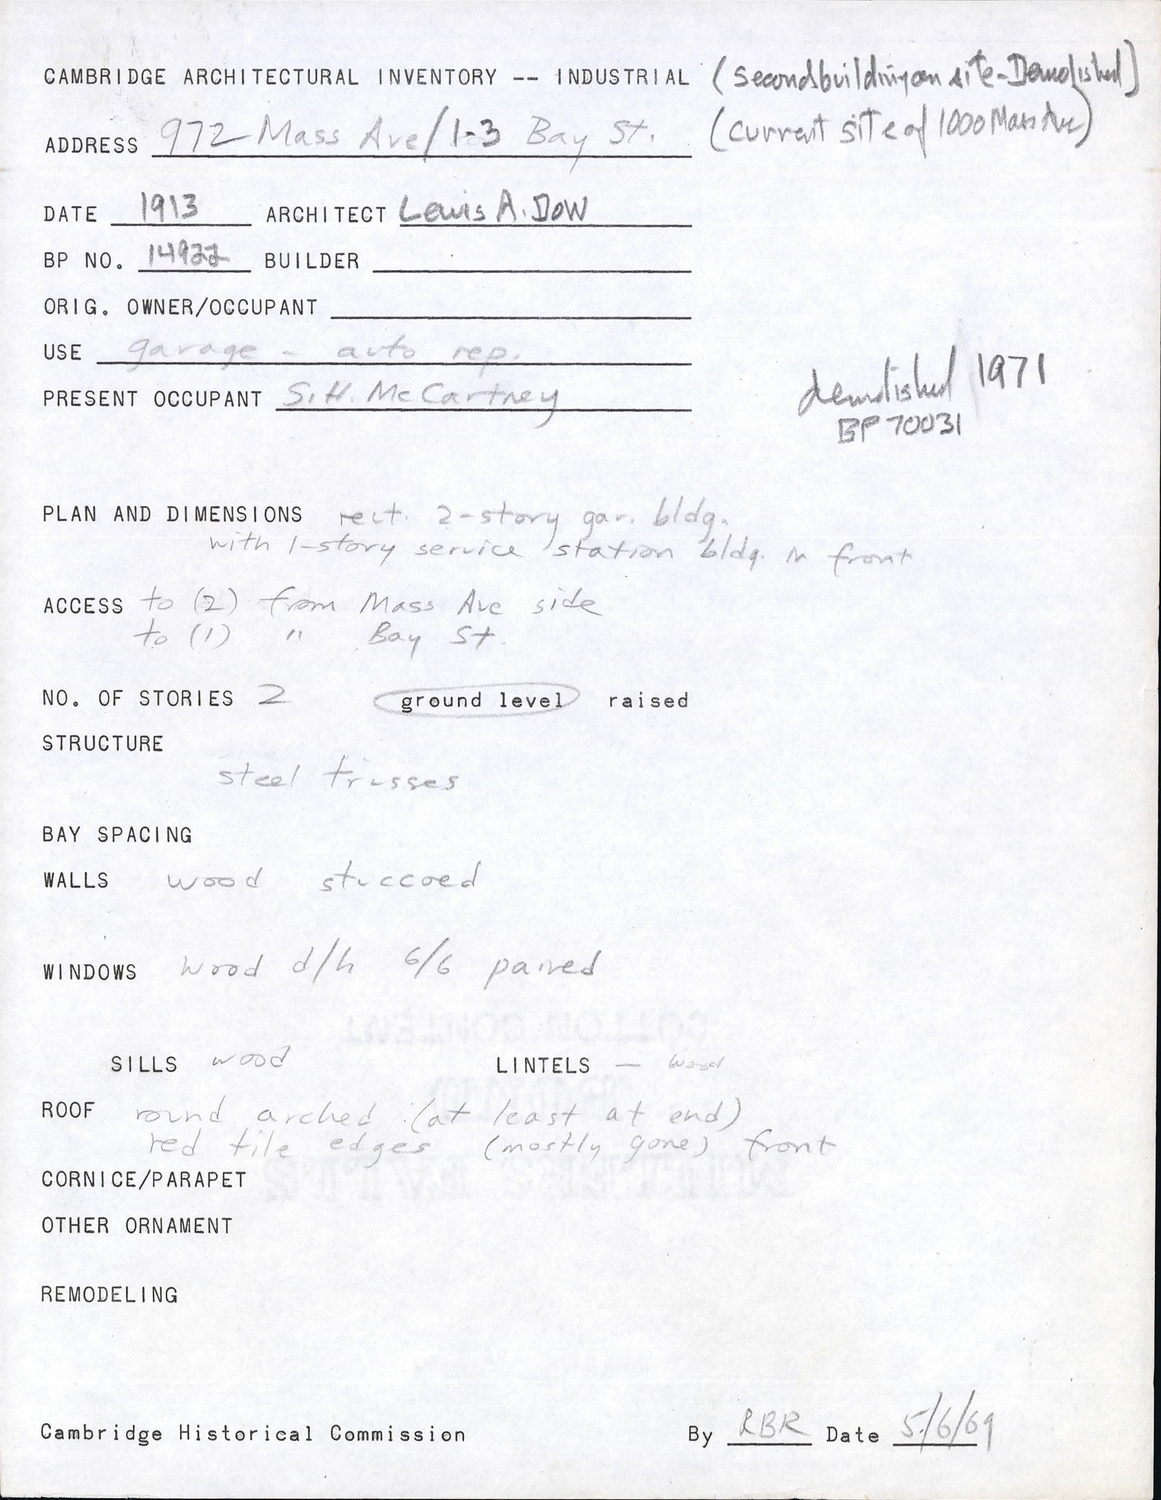 CAMBRIDGE ARCHITECTURAL INVENTORY -- INDUSTRIAL (second building on site - Demolished)
ADDRESS 972 Mass Ave/1-3 Bay St. (current site of 1000 Mass Ave)
DATE 1913 ARCHITECT Lewis A. Dow
BP NO. 14922 BUILDER
ORIG. OWNER/OCCUPANT
USE garage - auto rep.
PRESENT OCCUPANT S.H. McCartney
demolished 1971
BP 70031
PLAN AND DIMENSIONS rect. 2-story gar. bldg.
with 1-story service station bldg. in front
ACCESS to (2) from Mass Ave side
to (1) " Bay St.
NO. OF STORIES 2 ground level raised
STRUCTURE
steel trusses
BAY SPACING
WALLS wood stuccoed
WINDOWS wood d/h 6/6 paired
SILLS wood LINTELS — wood
ROOF round arched (at least at end)
red tile edges (mostly gone) front
CORNICE/PARAPET
OTHER ORNAMENT
REMODELING
Cambridge Historical Commission By RBR Date 5/6/69